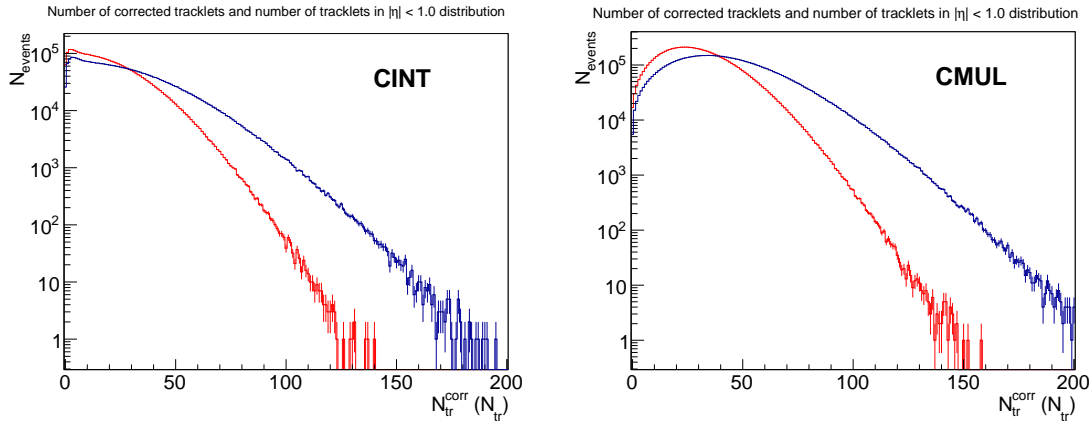 Number of corrected tracklets and number of tracklets in |η| < 1.0 distribution
N_events
10^5
10^4
10^3
10^2
10
1
CINT
0 50 100 150 200
N_tr^corr (N_tr)
Number of corrected tracklets and number of tracklets in |η| < 1.0 distribution
N_events
10^5
10^4
10^3
10^2
10
1
CMUL
0 50 100 150 200
N_tr^corr (N_tr)